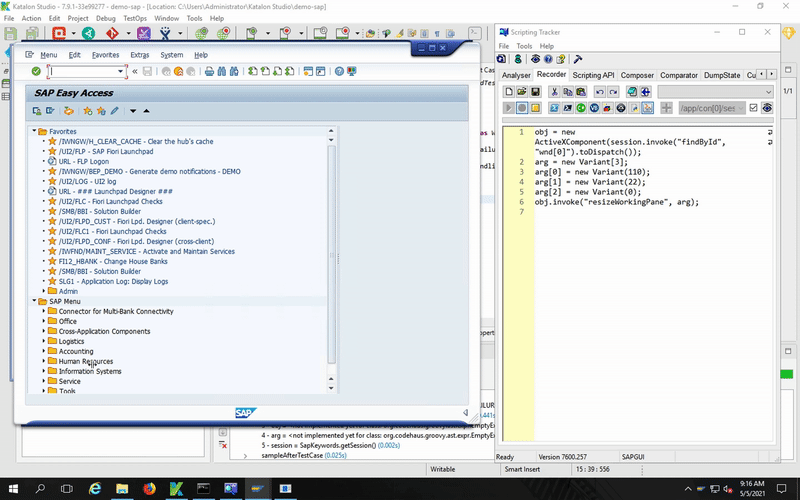 Katalon Studio - 7.9.1-33e99277 - demo-sap - [Location: C:\Users\Administrator\Katalon Studio\demo-sap]
File Action Edit Project Debug TestOps Window Tools Help
Menu Edit Favorites Extras System Help
SAP Easy Access
Favorites
/IWNGW/H_CLEAR_CACHE - Clear the hub's cache
/UI2/FLP - SAP Fiori Launchpad
URL - FLP Logon
/IWNGW/BEP_DEMO - Generate demo notifications - DEMO
/UI2/LOG - UI2 log
URL - ### Launchpad Designer ###
/UI2/FLC - Fiori Launchpad Checks
/SMB/BBI - Solution Builder
/UI2/FLPD_CUST - Fiori Lpd. Designer (client-spec.)
/UI2/FLC1 - Fiori Launchpad Checks
/UI2/FLPD_CONF - Fiori Lpd. Designer (cross-client)
/IWFND/MAINT_SERVICE - Activate and Maintain Services
FI12_HBANK - Change House Banks
/SMB/BBI - Solution Builder
SLG1 - Application Log: Display Logs
Admin
SAP Menu
Connector for Multi-Bank Connectivity
Office
Cross-Application Components
Logistics
Accounting
Human Resources
Information Systems
Service
Tools
SAP
4 - arg = <not implemented yet for class: org.codehaus.groovy.ast.expr.EmptyEx
5 - session = SapKeywords.getSession() (0.002s)
sampleAfterTestCase (0.025s)
Writable
Smart Insert
15 : 39 : 556
Scripting Tracker
File Tools Help
Analyser Recorder Scripting API Composer Comparator DumpState
/app/con[0]/ses
1 obj = new
ActiveXComponent(session.invoke("findById",
"wnd[0]").toDispatch());
2 arg = new Variant[3];
3 arg[0] = new Variant(110);
4 arg[1] = new Variant(22);
5 arg[2] = new Variant(0);
6 obj.invoke("resizeWorkingPane", arg);
7
Ready
Version 7600.257
SAPGUI
1/1
9:16 AM
5/5/2021